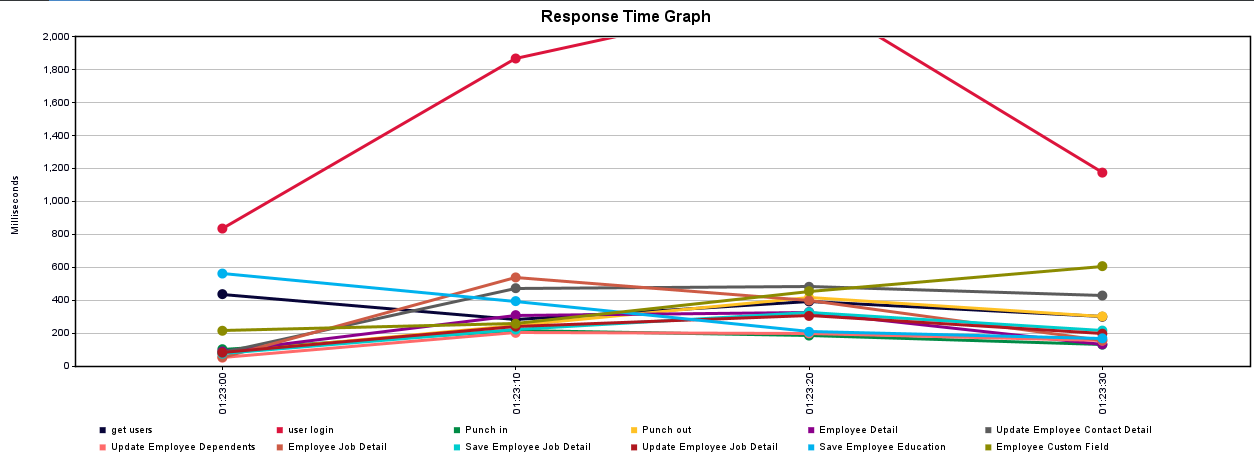 Response Time Graph
2,000
1,800
1,600
1,400
1,200
1,000
800
600
400
200
0
Milliseconds
01:23:00 01:23:10 01:23:20 01:23:30
get users user login Punch in Punch out Employee Detail Update Employee Contact Detail
Update Employee Dependents Employee Job Detail Save Employee Job Detail Update Employee Job Detail Save Employee Education Employee Custom Field